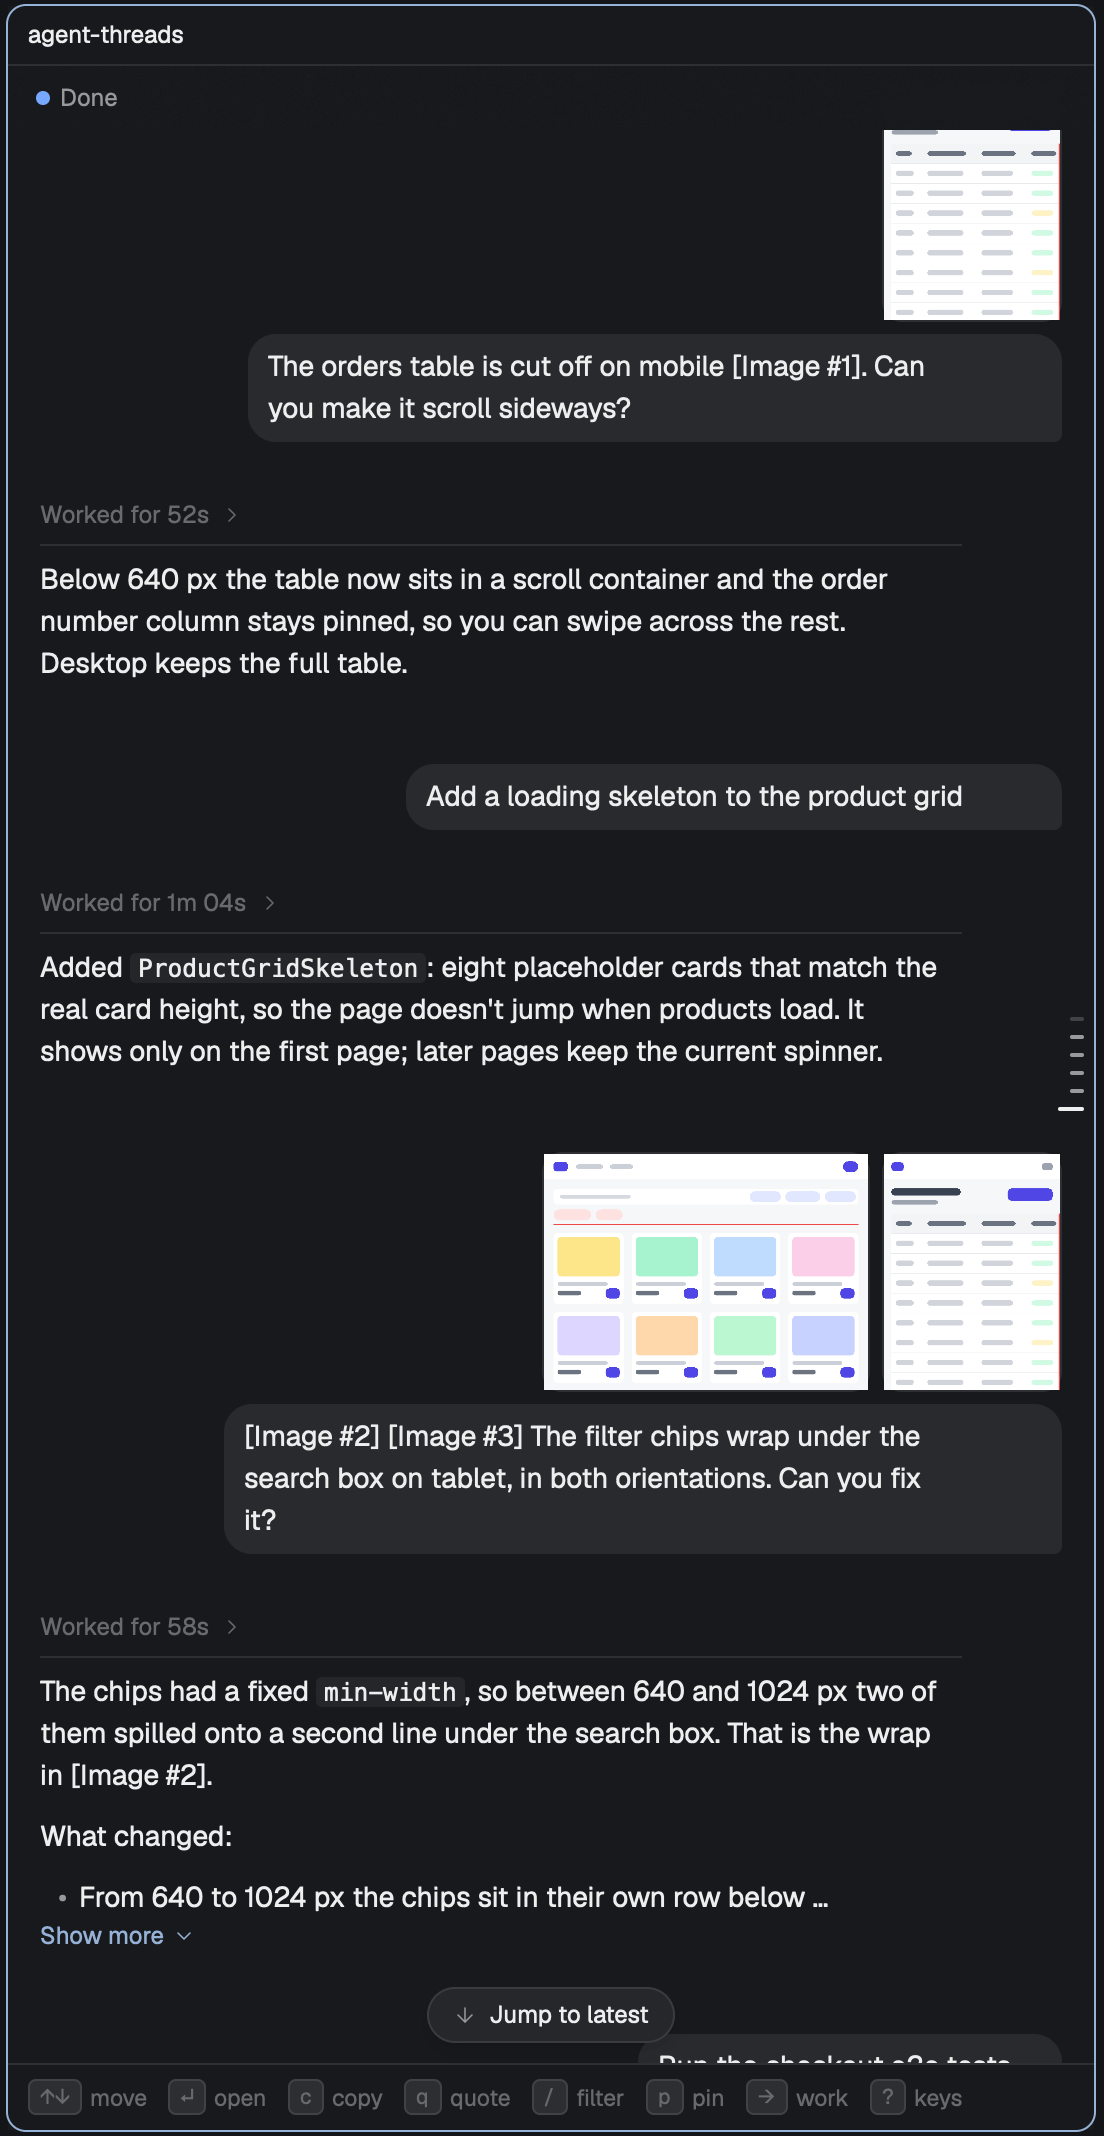 agent-threads
Done
The orders table is cut off on mobile [Image #1]. Can
you make it scroll sideways?
Worked for 52s
Below 640 px the table now sits in a scroll container and the order
number column stays pinned, so you can swipe across the rest.
Desktop keeps the full table.
Add a loading skeleton to the product grid
Worked for 1m 04s
Added ProductGridSkeleton: eight placeholder cards that match the
real card height, so the page doesn't jump when products load. It
shows only on the first page; later pages keep the current spinner.
[Image #2] [Image #3] The filter chips wrap under the
search box on tablet, in both orientations. Can you fix
it?
Worked for 58s
The chips had a fixed min-width, so between 640 and 1024 px two of
them spilled onto a second line under the search box. That is the wrap
in [Image #2].
What changed:
• From 640 to 1024 px the chips sit in their own row below ...
Show more
Jump to latest
Run the checkout e2e tests
↑↓ move ↵ open c copy q quote / filter p pin → work ? keys